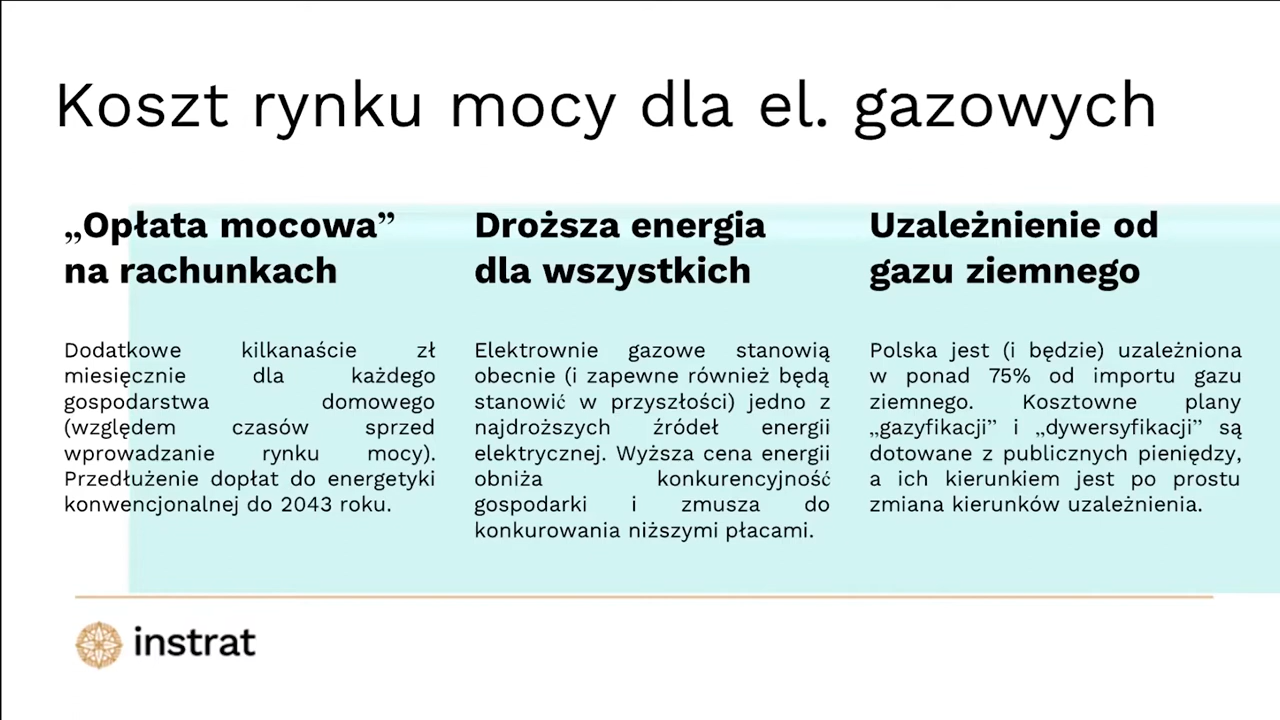 Koszt rynku mocy dla el. gazowych
„Opłata mocowa”
na rachunkach
Dodatkowe kilkanaście zł
miesięcznie dla każdego
gospodarstwa domowego
(względem czasów sprzed
wprowadzanie rynku mocy).
Przedłużenie dopłat do energetyki
konwencjonalnej do 2043 roku.
Droższa energia
dla wszystkich
Elektrownie gazowe stanowią
obecnie (i zapewne również będą
stanowić w przyszłości) jedno z
najdroższych źródeł energii
elektrycznej. Wyższa cena energii
obniża konkurencyjność
gospodarki i zmusza do
konkurowania niższymi płacami.
Uzależnienie od
gazu ziemnego
Polska jest (i będzie) uzależniona
w ponad 75% od importu gazu
ziemnego. Kosztowne plany
„gazyfikacji” i „dywersyfikacji” są
dotowane z publicznych pieniędzy,
a ich kierunkiem jest po prostu
zmiana kierunków uzależnienia.
instrat